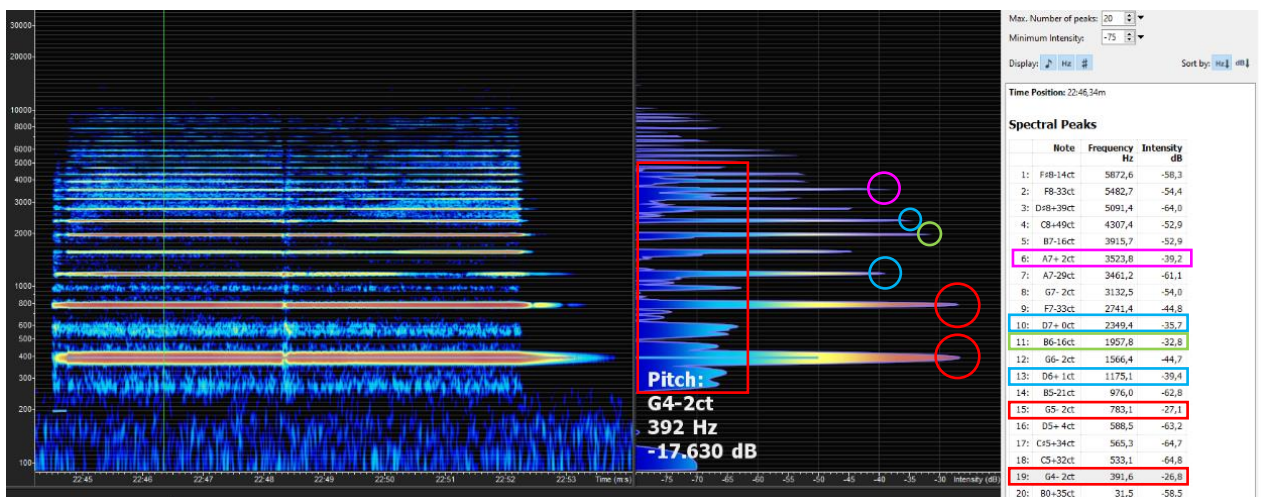 30000-
20000-
10000-
8000-
6000-
5000-
4000-
3000-
2000-
1000-
800-
600-
500-
400-
300-
200-
100-
22:45 22:46 22:47 22:48 22:49 22:50 22:51 22:52 22:53 Time (m:s)
Pitch:
G4-2ct
392 Hz
-17.630 dB
-75 -70 -65 -60 -55 -50 -45 -40 -35 -30 Intensity (dB)
Max. Number of peaks: 20
Minimum Intensity: -75
Display: ♪ Hz # Sort by: Hz↓ dB↓
Time Position: 22:46,34m
Spectral Peaks
Note Frequency Hz Intensity dB
1: F#8-14ct 5872,6 -58,3
2: F8-33ct 5482,7 -54,4
3: D#8+39ct 5091,4 -64,0
4: C8+49ct 4307,4 -52,9
5: B7-16ct 3915,7 -52,9
6: A7+ 2ct 3523,8 -39,2
7: A7-29ct 3461,2 -61,1
8: G7- 2ct 3132,5 -54,0
9: F7-33ct 2741,4 -44,8
10: D7+ 0ct 2349,4 -35,7
11: B6-16ct 1957,8 -32,8
12: G6- 2ct 1566,4 -44,7
13: D6+ 1ct 1175,1 -39,4
14: B5-21ct 976,0 -62,8
15: G5- 2ct 783,1 -27,1
16: D5+ 4ct 588,5 -63,2
17: C#5+34ct 565,3 -64,7
18: C5+32ct 533,1 -64,8
19: G4- 2ct 391,6 -26,8
20: B0+35ct 31,5 -58,5